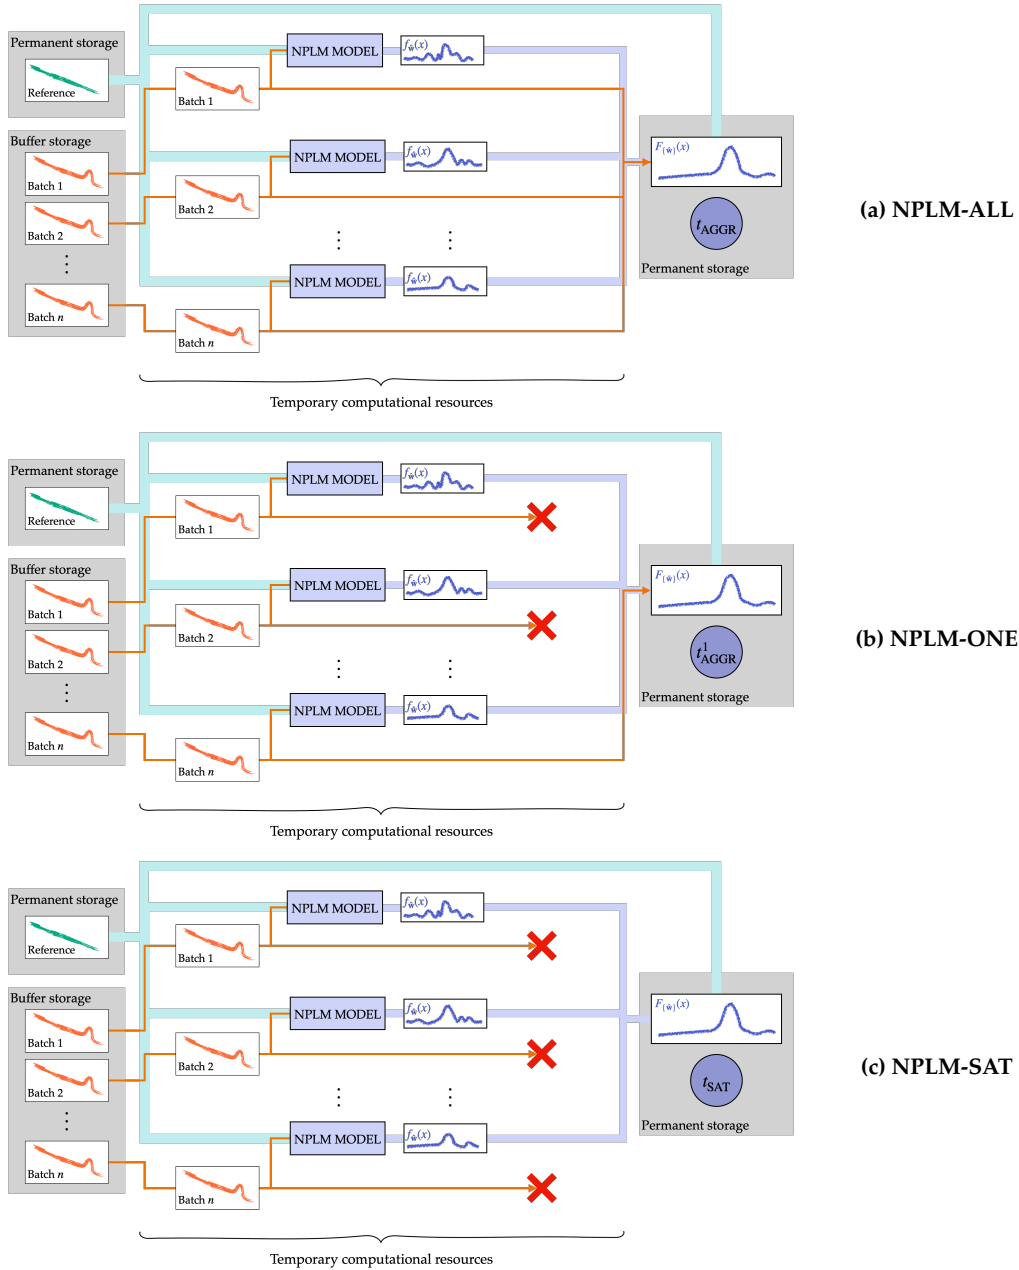 Permanent storage
Reference
Buffer storage
Batch 1
Batch 2
⋮
Batch n
Batch 1
Batch 2
Batch n
NPLM MODEL
NPLM MODEL
⋮
NPLM MODEL
f_ŵ(x)
f_ŵ(x)
⋮
f_ŵ(x)
F_{ŵ}(x)
t_AGGR
Permanent storage
Temporary computational resources
(a) NPLM-ALL
Permanent storage
Reference
Buffer storage
Batch 1
Batch 2
⋮
Batch n
Batch 1
Batch 2
Batch n
NPLM MODEL
NPLM MODEL
⋮
NPLM MODEL
f_ŵ(x)
f_ŵ(x)
⋮
f_ŵ(x)
F_{ŵ}(x)
t¹_AGGR
Permanent storage
Temporary computational resources
(b) NPLM-ONE
Permanent storage
Reference
Buffer storage
Batch 1
Batch 2
⋮
Batch n
Batch 1
Batch 2
Batch n
NPLM MODEL
NPLM MODEL
⋮
NPLM MODEL
f_ŵ(x)
f_ŵ(x)
⋮
f_ŵ(x)
F_{ŵ}(x)
t_SAT
Permanent storage
Temporary computational resources
(c) NPLM-SAT